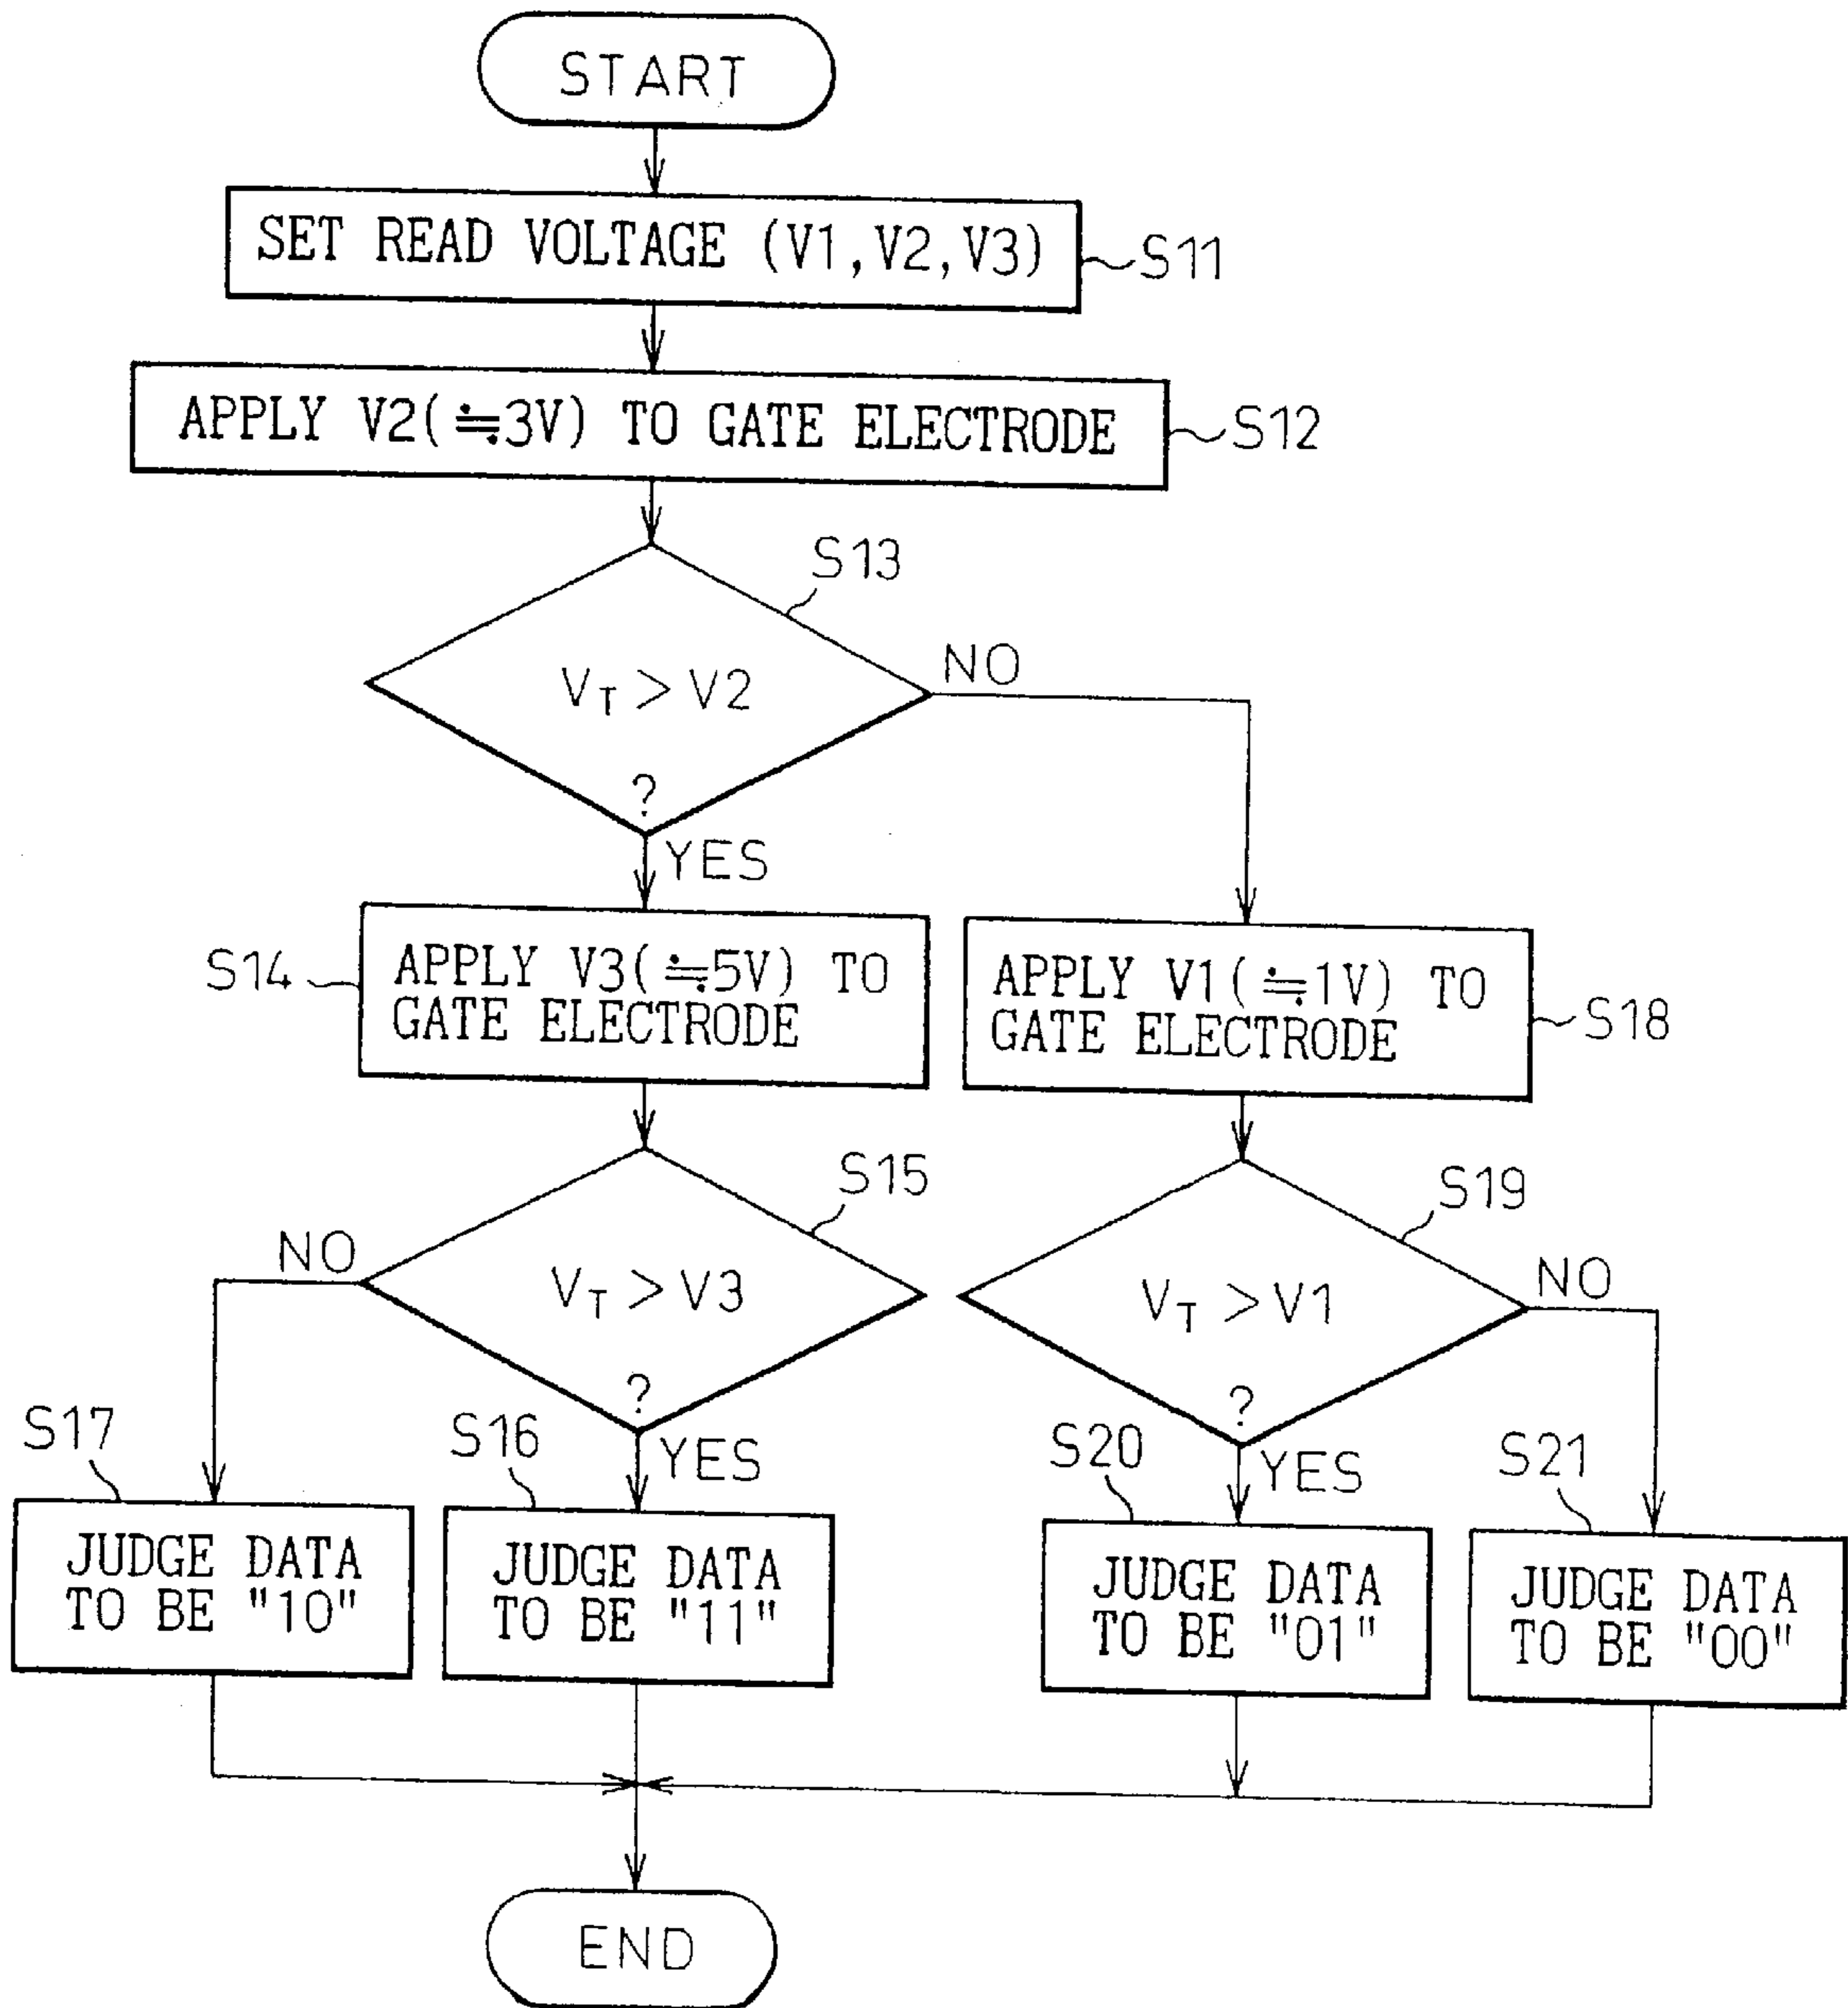 START
SET READ VOLTAGE (V1,V2,V3)
S11
APPLY V2(≒3V) TO GATE ELECTRODE
S12
S13
VT > V2
?
NO
YES
S14
APPLY V3(≒5V) TO
GATE ELECTRODE
APPLY V1(≒1V) TO
GATE ELECTRODE
S18
S15
VT > V3
?
NO
YES
S19
VT > V1
?
NO
YES
S17
JUDGE DATA
TO BE "10"
S16
JUDGE DATA
TO BE "11"
S20
JUDGE DATA
TO BE "01"
S21
JUDGE DATA
TO BE "00"
END